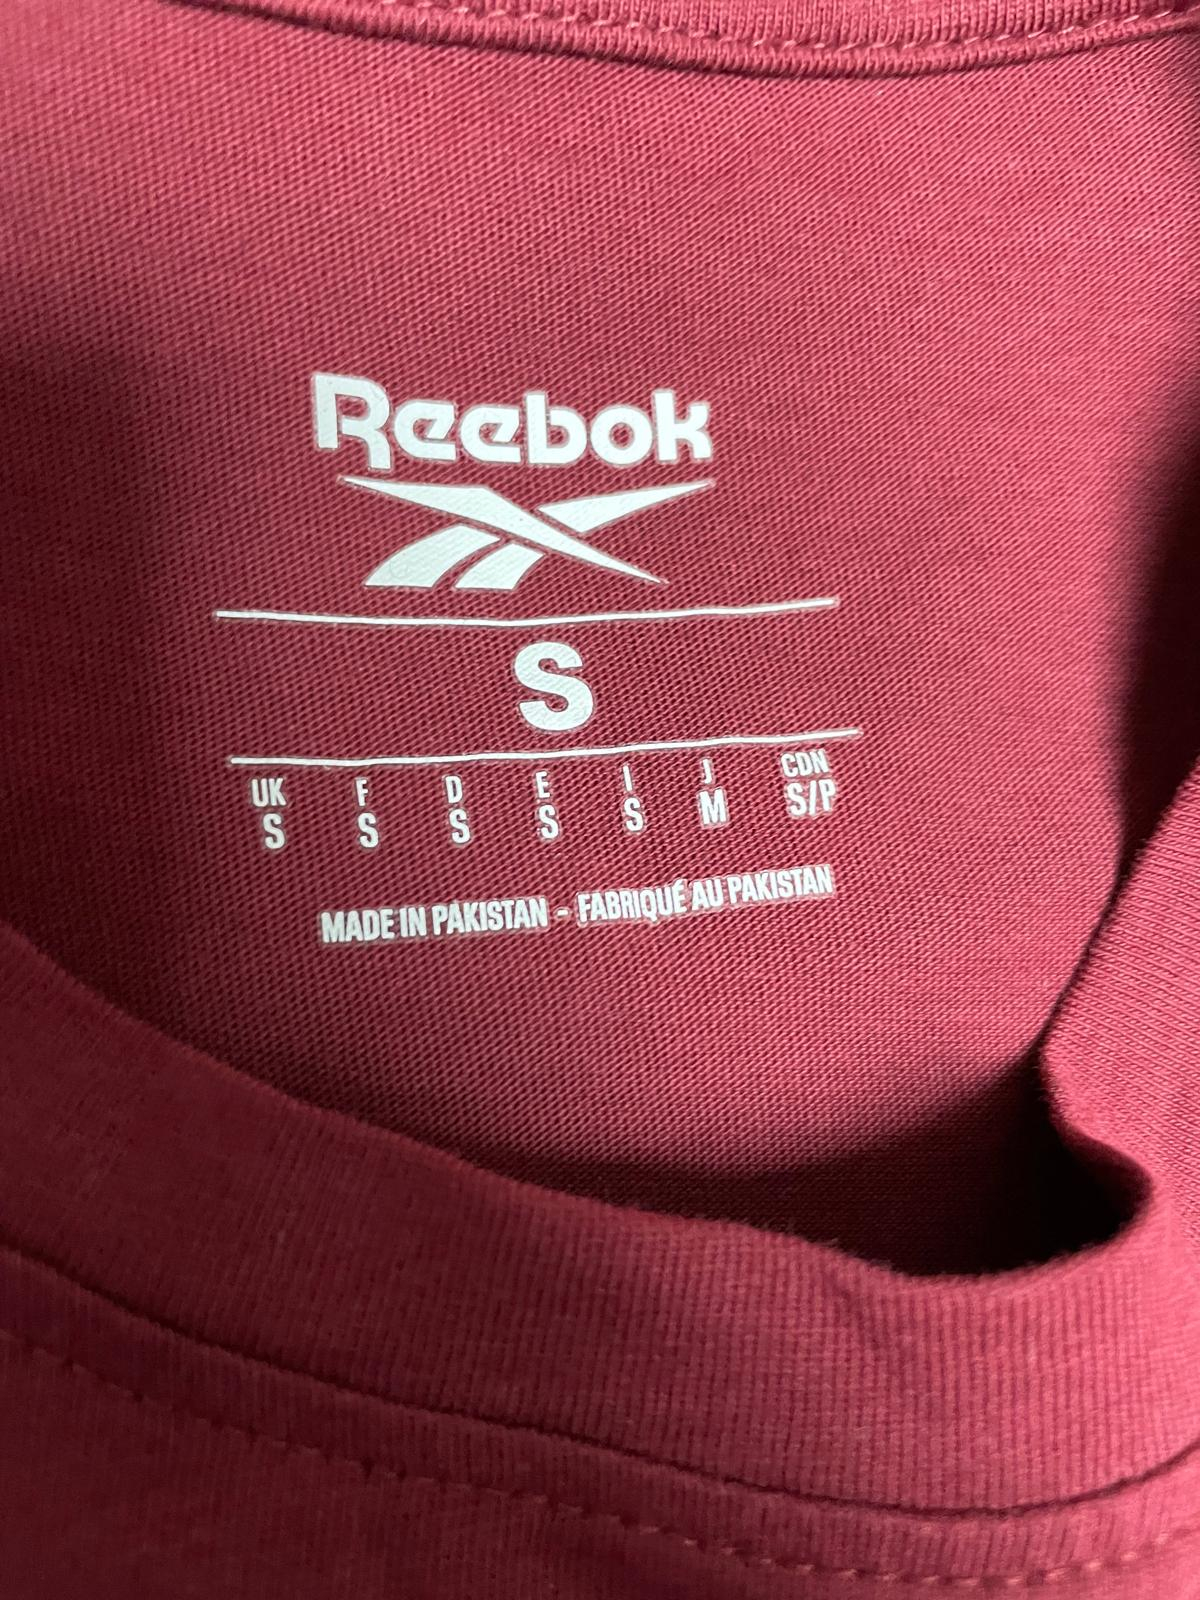 Reebok
S
UK F D E I J CDN
S S S S S M S/P
MADE IN PAKISTAN - FABRIQUÉ AU PAKISTAN